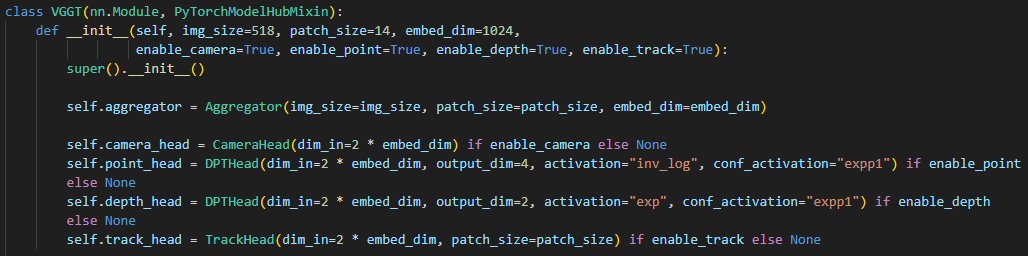 class VGGT(nn.Module, PyTorchModelHubMixin):
    def __init__(self, img_size=518, patch_size=14, embed_dim=1024,
                 enable_camera=True, enable_point=True, enable_depth=True, enable_track=True):
        super().__init__()

        self.aggregator = Aggregator(img_size=img_size, patch_size=patch_size, embed_dim=embed_dim)

        self.camera_head = CameraHead(dim_in=2 * embed_dim) if enable_camera else None
        self.point_head = DPTHead(dim_in=2 * embed_dim, output_dim=4, activation="inv_log", conf_activation="expp1") if enable_point
        else None
        self.depth_head = DPTHead(dim_in=2 * embed_dim, output_dim=2, activation="exp", conf_activation="expp1") if enable_depth
        else None
        self.track_head = TrackHead(dim_in=2 * embed_dim, patch_size=patch_size) if enable_track else None